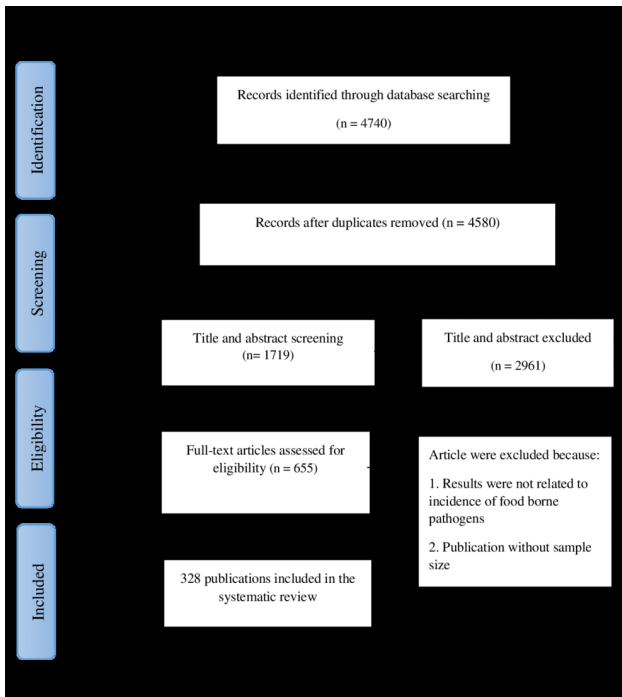 Identification
Records identified through database searching
(n = 4740)
Screening
Records after duplicates removed (n = 4580)
Title and abstract screening
(n= 1719)
Title and abstract excluded
(n = 2961)
Eligibility
Full-text articles assessed for
eligibility (n = 655)
Article were excluded because:
1. Results were not related to
incidence of food borne
pathogens
2. Publication without sample
size
Included
328 publications included in the
systematic review